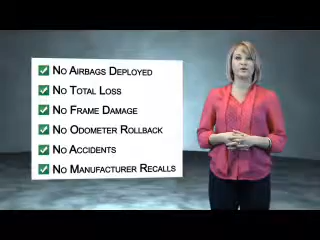 No Airbags Deployed
No Total Loss
No Frame Damage
No Odometer Rollback
No Accidents
No Manufacturer Recalls